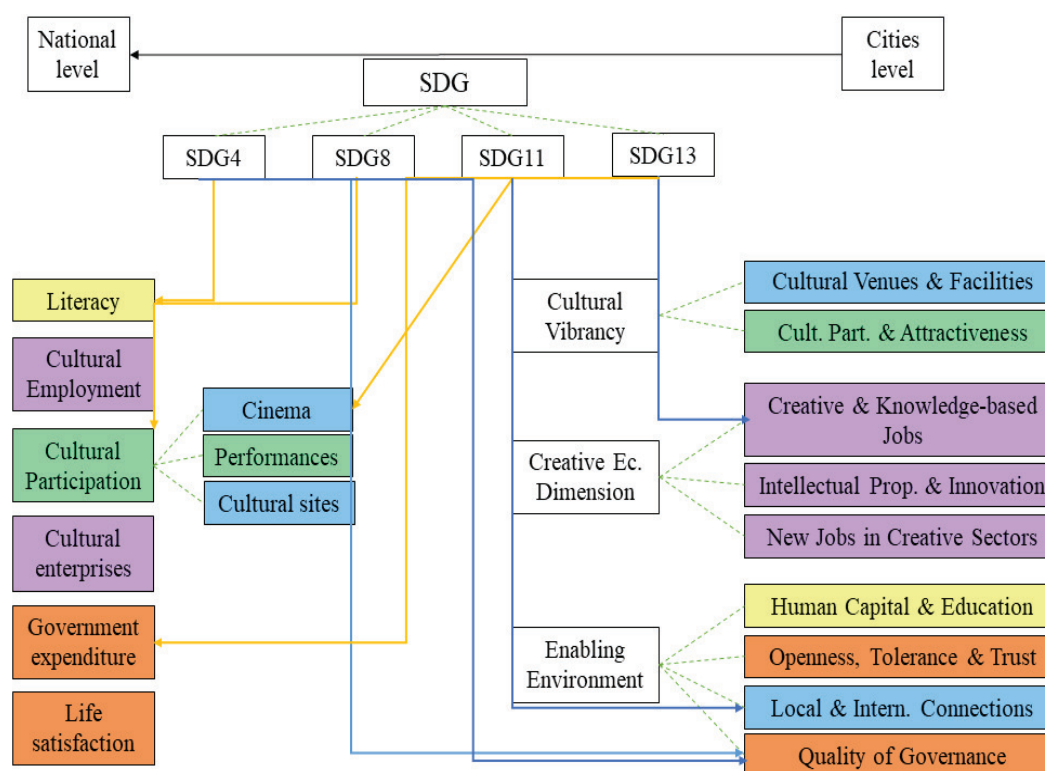 National
level
Cities
level
SDG
SDG4
SDG8
SDG11
SDG13
Literacy
Cultural
Employment
Cultural
Participation
Cultural
enterprises
Government
expenditure
Life
satisfaction
Cinema
Performances
Cultural sites
Cultural
Vibrancy
Creative Ec.
Dimension
Enabling
Environment
Cultural Venues & Facilities
Cult. Part. & Attractiveness
Creative & Knowledge-based
Jobs
Intellectual Prop. & Innovation
New Jobs in Creative Sectors
Human Capital & Education
Openness, Tolerance & Trust
Local & Intern. Connections
Quality of Governance